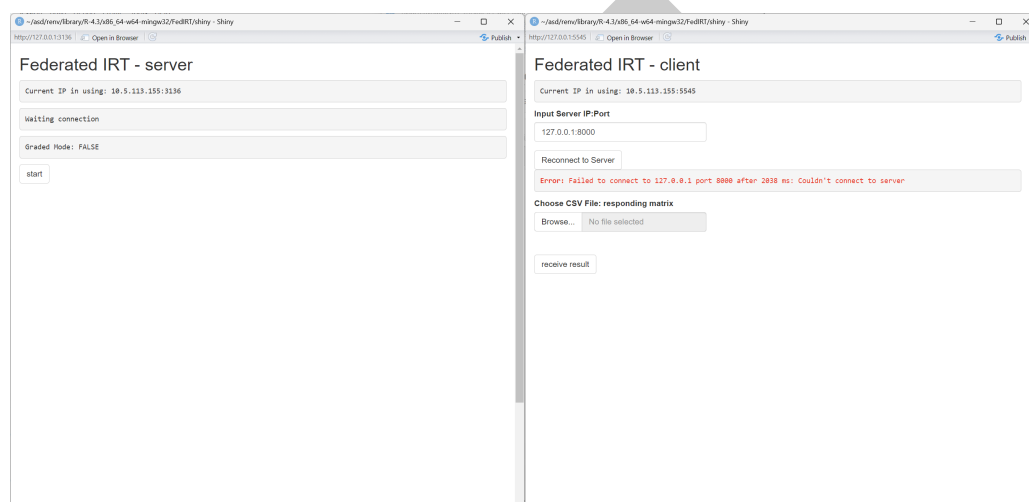 ~/asd/renv/library/R-4.3/x86_64-w64-mingw32/FedIRT/shiny - Shiny
http://127.0.0.1:3136 Open in Browser Publish
Federated IRT - server
Current IP in using: 10.5.113.155:3136
Waiting connection
Graded Mode: FALSE
start
~/asd/renv/library/R-4.3/x86_64-w64-mingw32/FedIRT/shiny - Shiny
http://127.0.0.1:5545 Open in Browser Publish
Federated IRT - client
Current IP in using: 10.5.113.155:5545
Input Server IP:Port
127.0.0.1:8000
Reconnect to Server
Error: Failed to connect to 127.0.0.1 port 8000 after 2038 ms: Couldn't connect to server
Choose CSV File: responding matrix
Browse... No file selected
receive result